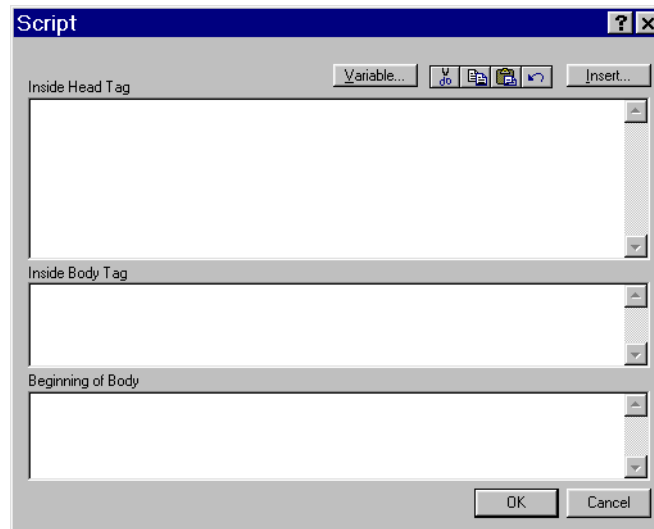 Script
Variable... Insert...
Inside Head Tag
Inside Body Tag
Beginning of Body
OK Cancel